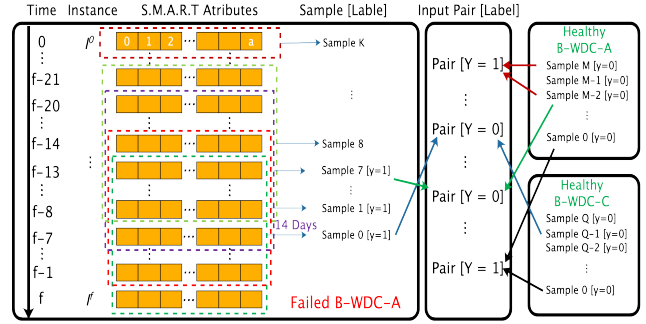 Time Instance S.M.A.R.T Atributes Sample [Lable] Input Pair [Label] Healthy
B-WDC-A
0 I⁰ 0 1 2 ... a Sample K
Pair [Y = 1]
Sample M [y=0]
Sample M-1 [y=0]
Sample M-2 [y=0]
f-21
f-20
Pair [Y = 0]
Sample 0 [y=0]
f-14 Sample 8
f-13 Sample 7 [y=1]
Healthy
B-WDC-C
Pair [Y = 0]
f-8 Sample 1 [y=1]
Sample Q [y=0]
14 Days
f-7 Sample 0 [y=1]
Sample Q-1 [y=0]
Sample Q-2 [y=0]
f-1
Pair [Y = 1]
Sample 0 [y=0]
f I^f Failed B-WDC-A